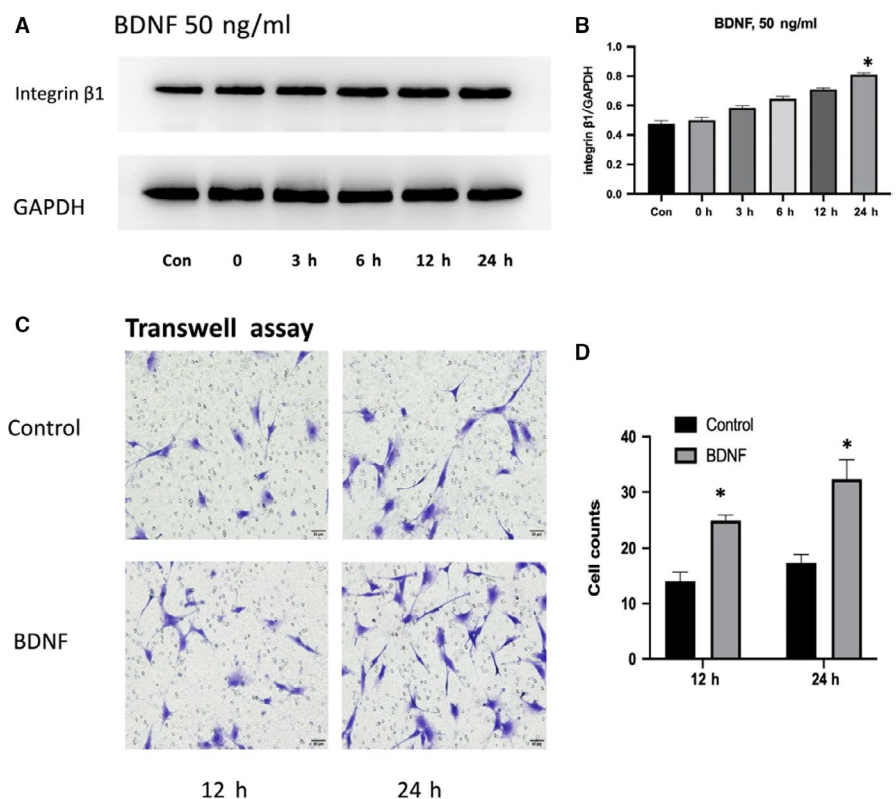 A
BDNF 50 ng/ml
Integrin β1
GAPDH
Con 0 3 h 6 h 12 h 24 h
B
BDNF, 50 ng/ml
integrin β1/GAPDH
1.0
0.8
0.6
0.4
0.2
0.0
*
Con 0 h 3 h 6 h 12 h 24 h
C
Transwell assay
Control
BDNF
12 h 24 h
D
Control
BDNF
Cell counts
40
30
20
10
0
* *
12 h 24 h